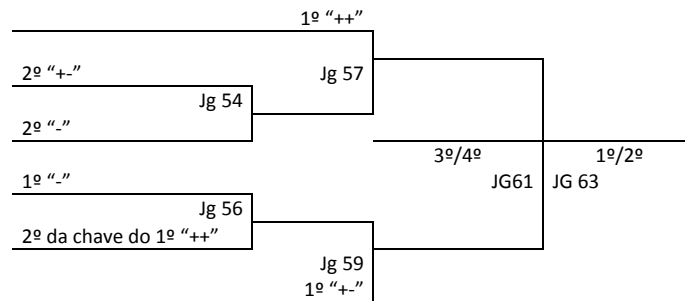 1º “++”
2º “+-”
Jg 57
Jg 54
2º “-”
3º/4º 1º/2º
1º “-”
JG61 JG 63
Jg 56
2º da chave do 1º “++”
Jg 59
1º “+-”